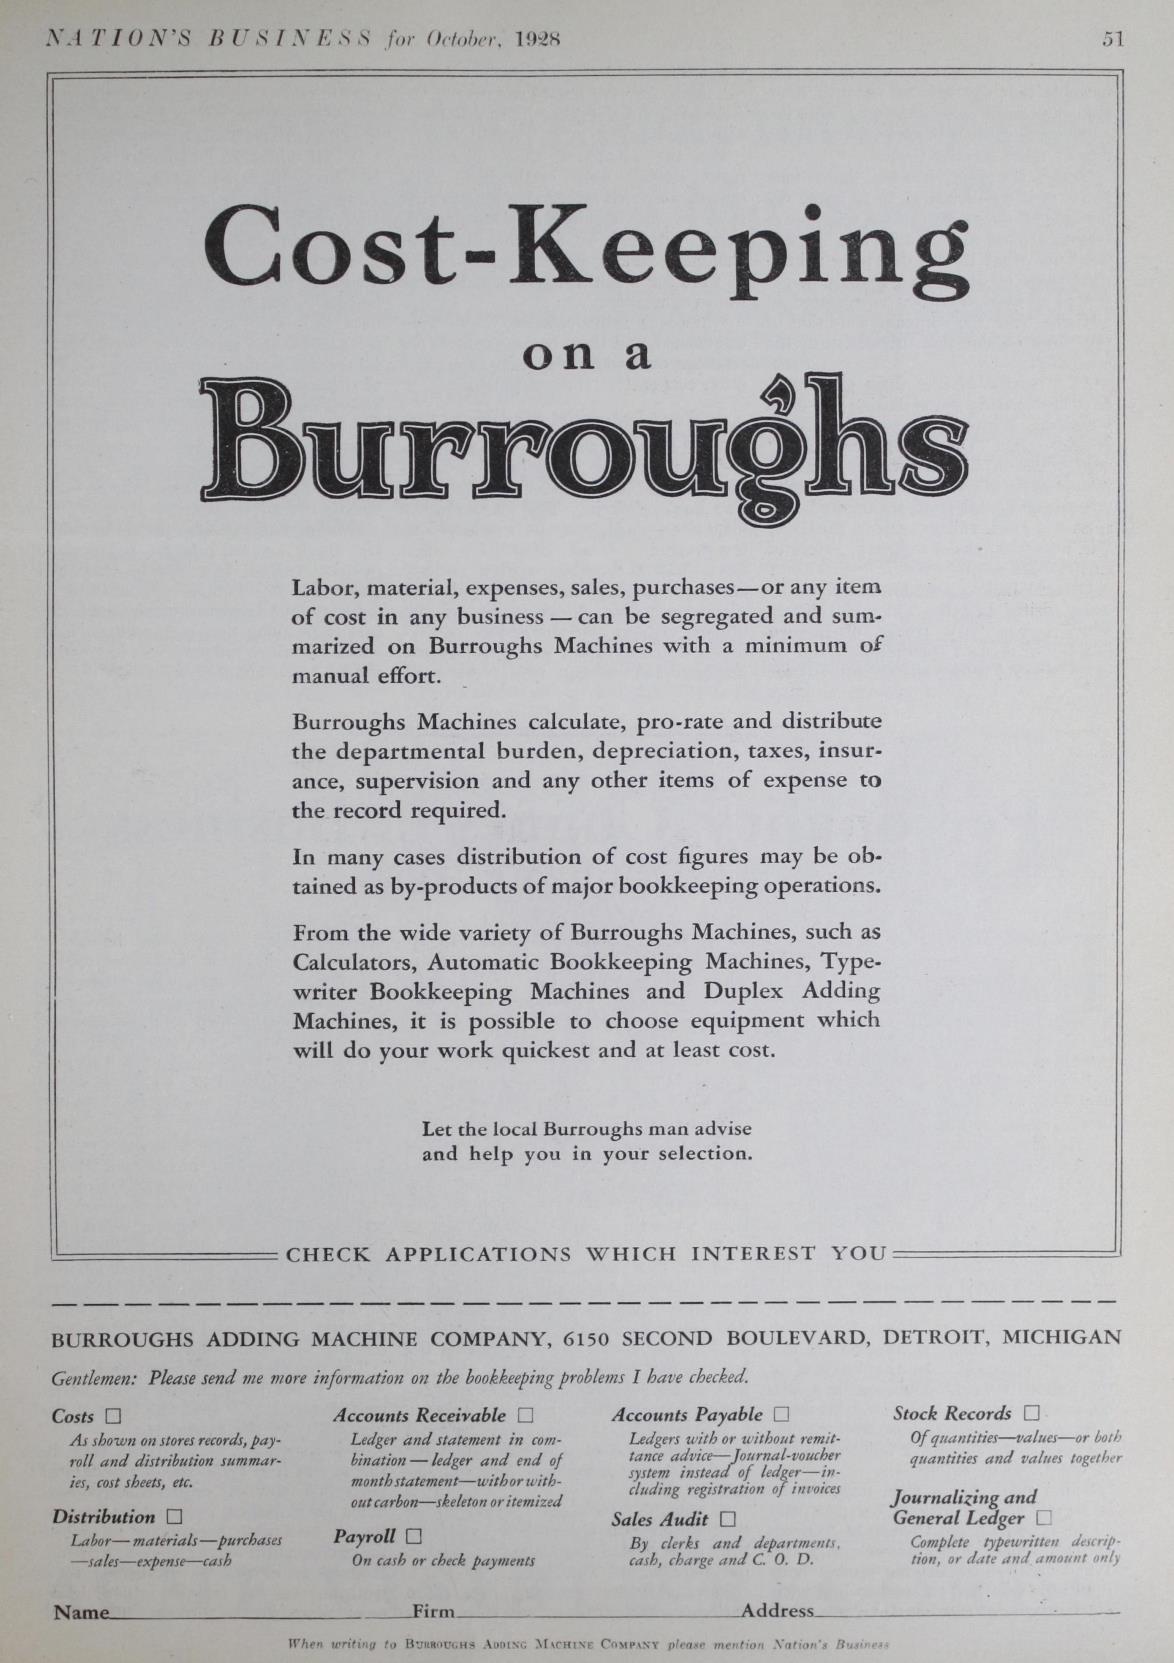 NATION'S BUSINESS for October, 1928
51
Cost-Keeping
on a
Burroughs
Labor, material, expenses, sales, purchases—or any item
of cost in any business — can be segregated and sum-
marized on Burroughs Machines with a minimum of
manual effort.
Burroughs Machines calculate, pro-rate and distribute
the departmental burden, depreciation, taxes, insur-
ance, supervision and any other items of expense to
the record required.
In many cases distribution of cost figures may be ob-
tained as by-products of major bookkeeping operations.
From the wide variety of Burroughs Machines, such as
Calculators, Automatic Bookkeeping Machines, Type-
writer Bookkeeping Machines and Duplex Adding
Machines, it is possible to choose equipment which
will do your work quickest and at least cost.
Let the local Burroughs man advise
and help you in your selection.
CHECK APPLICATIONS WHICH INTEREST YOU
BURROUGHS ADDING MACHINE COMPANY, 6150 SECOND BOULEVARD, DETROIT, MICHIGAN
Gentlemen: Please send me more information on the bookkeeping problems I have checked.
Costs ☐
As shown on stores records, pay-
roll and distribution summar-
ies, cost sheets, etc.
Distribution ☐
Labor—materials—purchases
—sales—expense—cash
Accounts Receivable ☐
Ledger and statement in com-
bination — ledger and end of
month statement—with or with-
out carbon—skeleton or itemized
Payroll ☐
On cash or check payments
Accounts Payable ☐
Ledgers with or without remit-
tance advice—Journal-voucher
system instead of ledger—in-
cluding registration of invoices
Sales Audit ☐
By clerks and departments,
cash, charge and C. O. D.
Stock Records ☐
Of quantities—values—or both
quantities and values together
Journalizing and
General Ledger ☐
Complete typewritten descrip-
tion, or date and amount only
Name Firm Address
When writing to BURROUGHS ADDING MACHINE COMPANY please mention Nation's Business